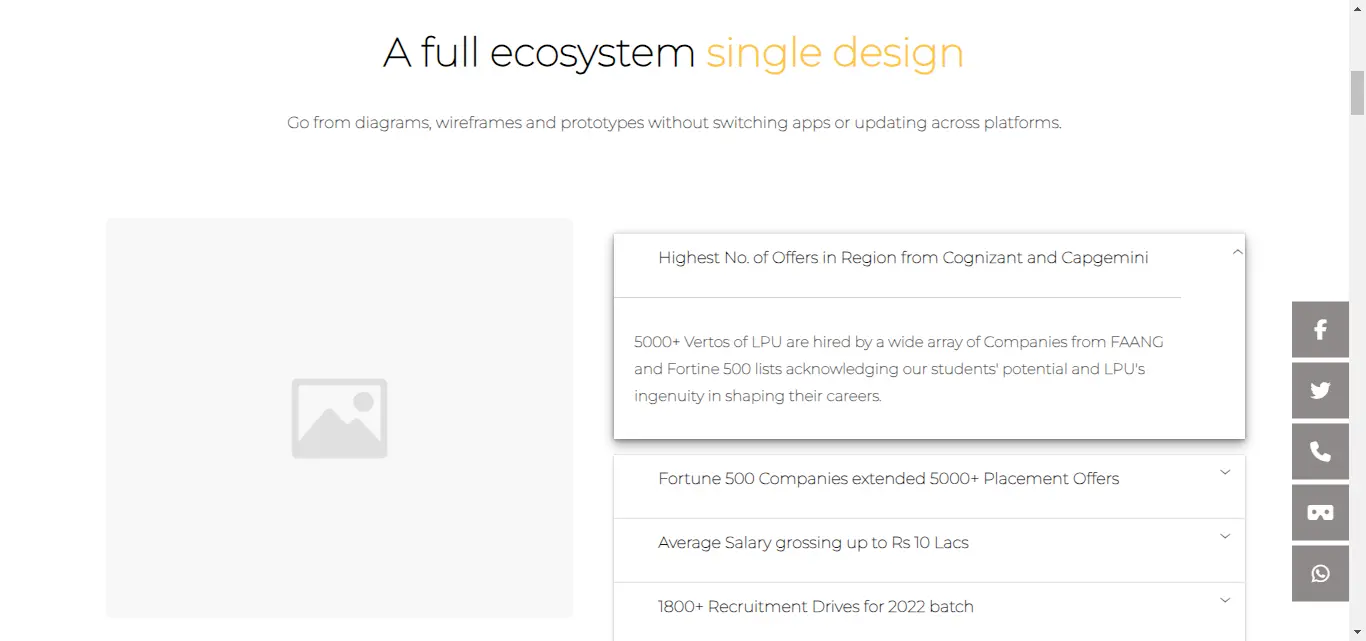 A full ecosystem single design
Go from diagrams, wireframes and prototypes without switching apps or updating across platforms.
Highest No. of Offers in Region from Cognizant and Capgemini
5000+ Vertos of LPU are hired by a wide array of Companies from FAANG
and Fortine 500 lists acknowledging our students' potential and LPU's
ingenuity in shaping their careers.
Fortune 500 Companies extended 5000+ Placement Offers
Average Salary grossing up to Rs 10 Lacs
1800+ Recruitment Drives for 2022 batch